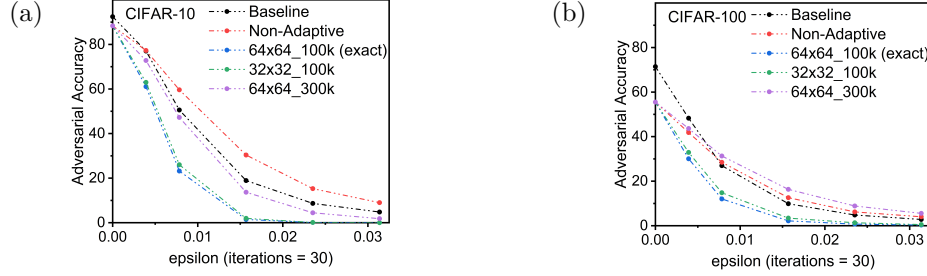 (a)
CIFAR-10
Baseline
Non-Adaptive
64x64_100k (exact)
32x32_100k
64x64_300k
Adversarial Accuracy
80
60
40
20
0
0.00
0.01
0.02
0.03
epsilon (iterations = 30)
(b)
CIFAR-100
Baseline
Non-Adaptive
64x64_100k (exact)
32x32_100k
64x64_300k
Adversarial Accuracy
80
60
40
20
0
0.00
0.01
0.02
0.03
epsilon (iterations = 30)